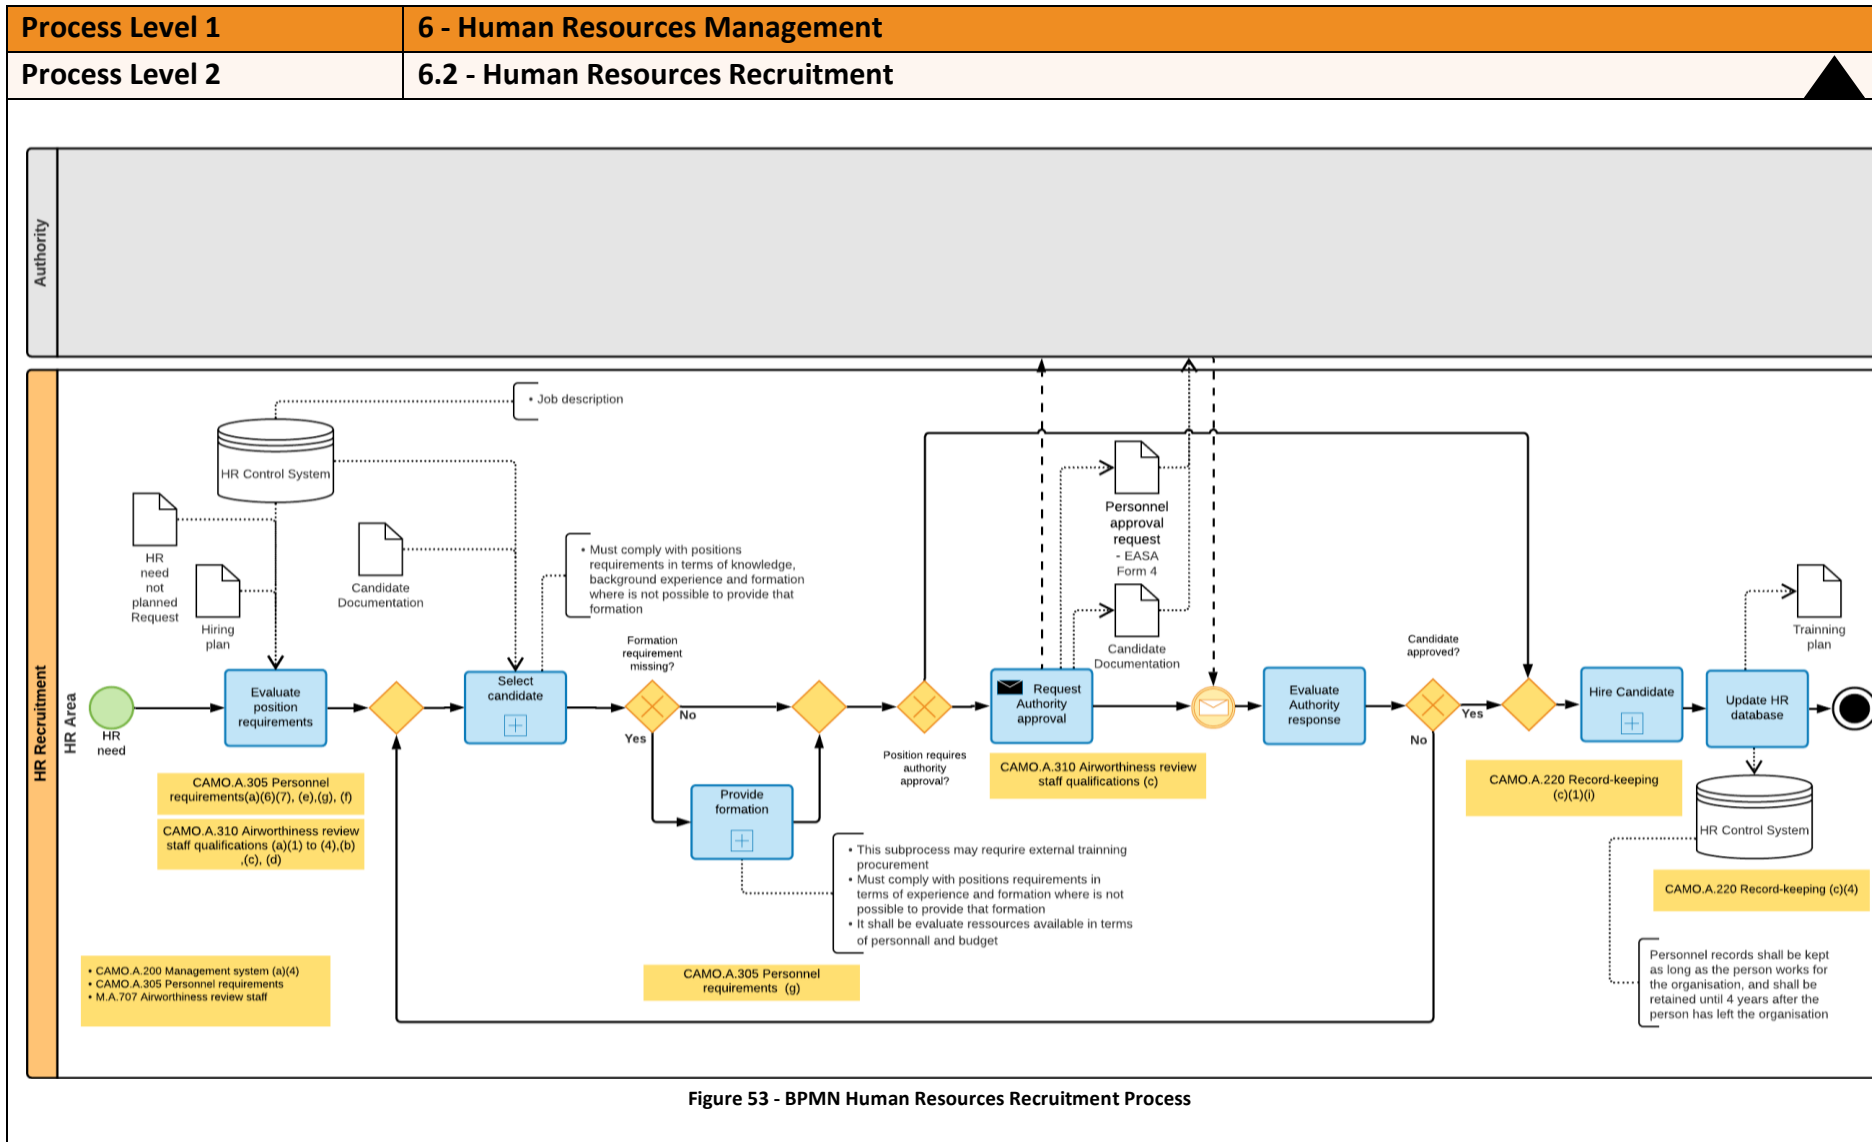 Process Level 1
6 - Human Resources Management
Process Level 2
6.2 - Human Resources Recruitment
Authority
HR Recruitment
HR Area
• Job description
HR Control System
HR
need
not
planned
Request
Hiring
plan
Candidate
Documentation
• Must comply with positions
requirements in terms of knowledge,
background experience and formation
where is not possible to provide that
formation
Personnel
approval
request
- EASA
Form 4
Candidate
Documentation
HR
need
Evaluate
position
requirements
Select
candidate
Formation
requirement
missing?
No
Yes
Provide
formation
Position requires
authority
approval?
Request
Authority
approval
Evaluate
Authority
response
Candidate
approved?
Yes
No
Hire Candidate
Update HR
database
Trainning
plan
CAMO.A.305 Personnel
requirements(a)(6)(7), (e),(g), (f)
CAMO.A.310 Airworthiness review
staff qualifications (a)(1) to (4),(b)
,(c), (d)
CAMO.A.310 Airworthiness review
staff qualifications (c)
CAMO.A.220 Record-keeping
(c)(1)(i)
HR Control System
CAMO.A.220 Record-keeping (c)(4)
• This subprocess may requrire external trainning
procurement
• Must comply with positions requirements in
terms of experience and formation where is not
possible to provide that formation
• It shall be evaluate ressources available in terms
of personnall and budget
• CAMO.A.200 Management system (a)(4)
• CAMO.A.305 Personnel requirements
• M.A.707 Airworthiness review staff
CAMO.A.305 Personnel
requirements (g)
Personnel records shall be kept
as long as the person works for
the organisation, and shall be
retained until 4 years after the
person has left the organisation
Figure 53 - BPMN Human Resources Recruitment Process